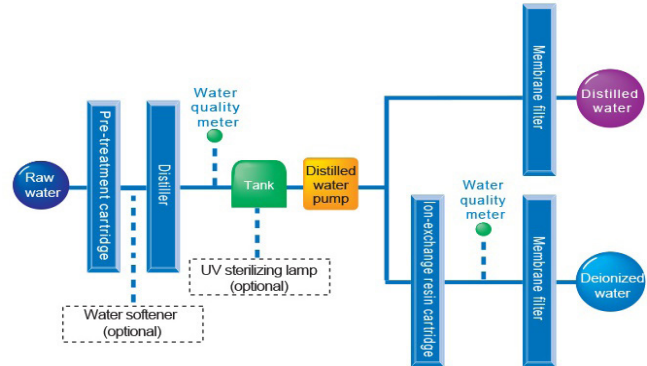 Raw
water
Pre-treatment cartridge
Water softener
(optional)
Distiller
Water
quality
meter
Tank
UV sterilizing lamp
(optional)
Distilled
water
pump
Membrane filter
Distilled
water
Ion-exchange resin cartridge
Water
quality
meter
Membrane filter
Deionized
water